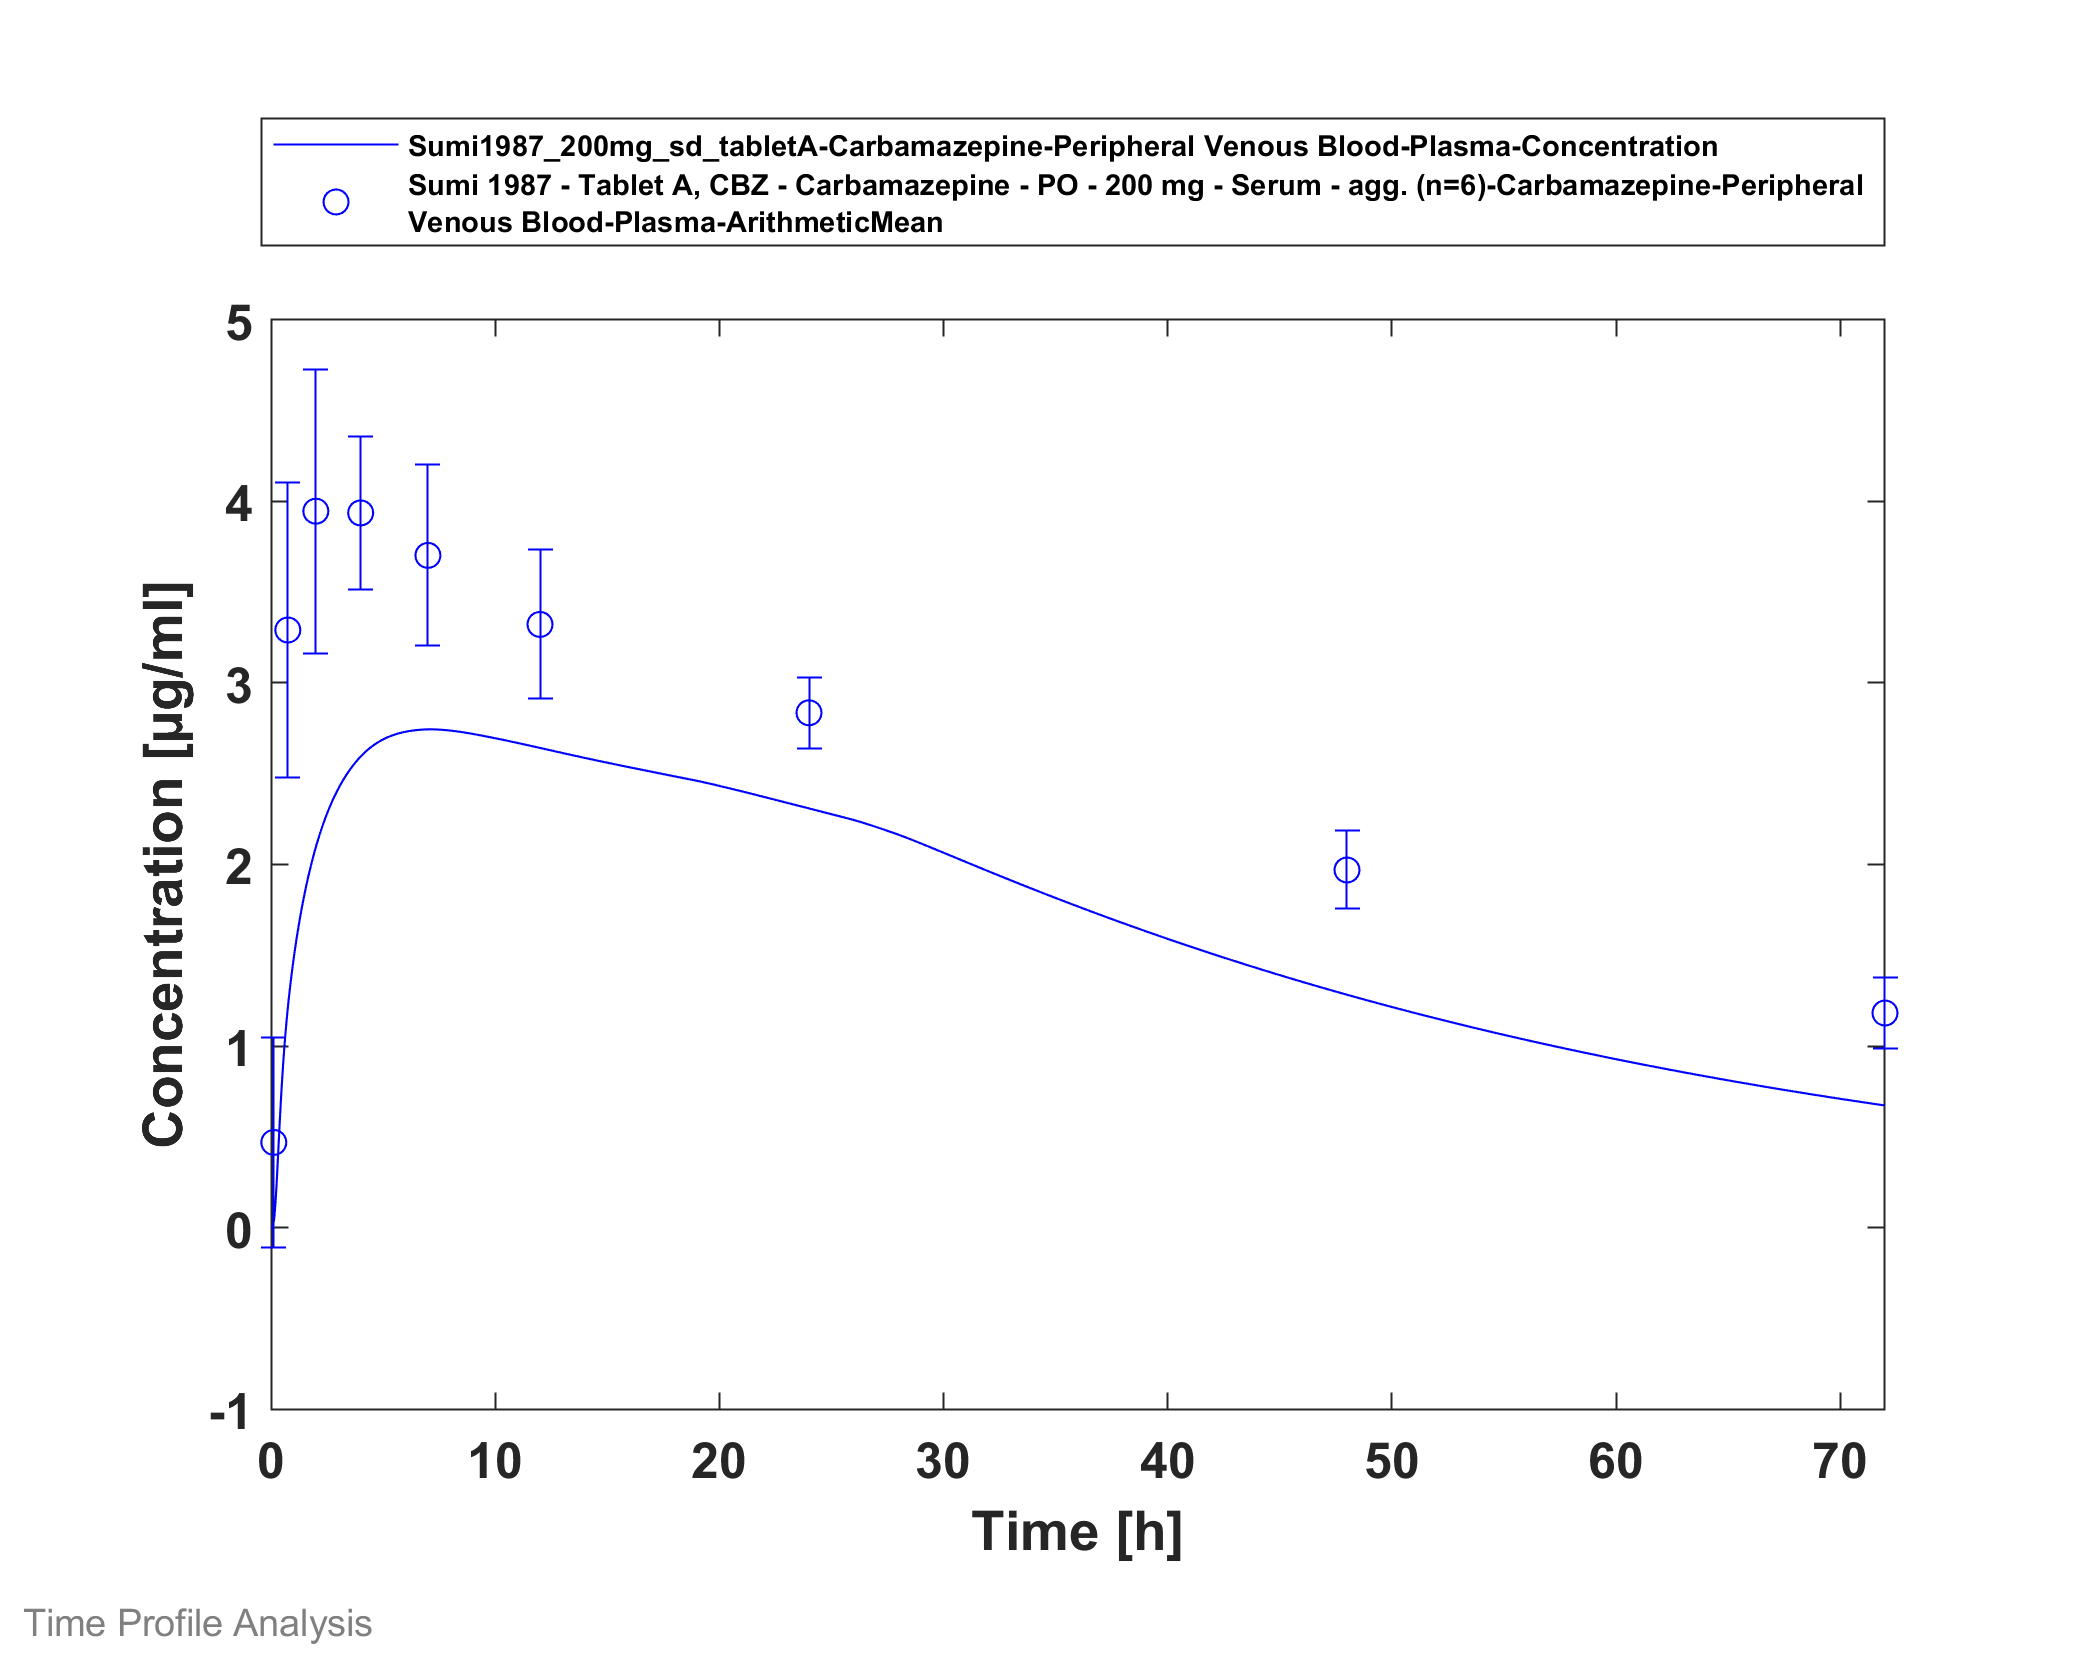 Sumi1987_200mg_sd_tabletA-Carbamazepine-Peripheral Venous Blood-Plasma-Concentration
Sumi 1987 - Tablet A, CBZ - Carbamazepine - PO - 200 mg - Serum - agg. (n=6)-Carbamazepine-Peripheral
Venous Blood-Plasma-ArithmeticMean
5
4
3
2
1
0
-1
Concentration [µg/ml]
0 10 20 30 40 50 60 70
Time [h]
Time Profile Analysis